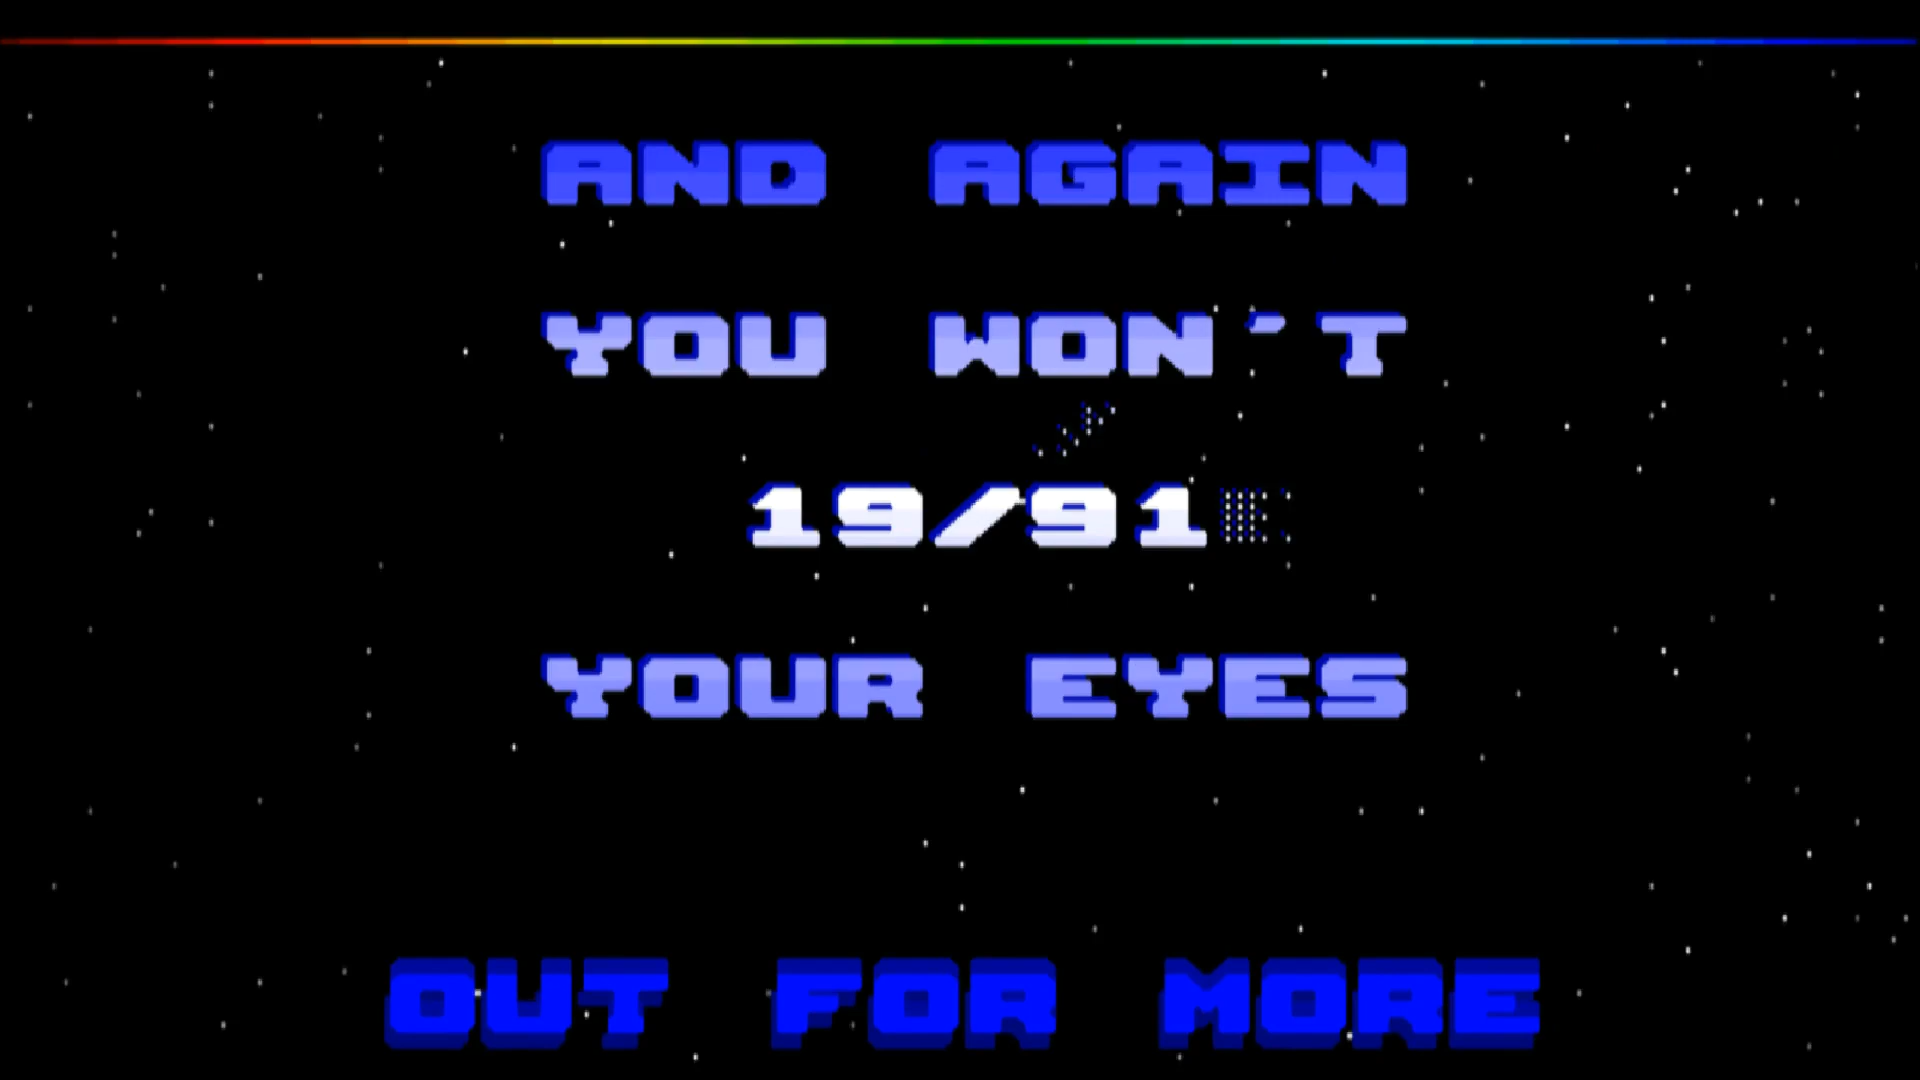 AND AGAIN
YOU WON'T
19/91
YOUR EYES
OUT FOR MORE